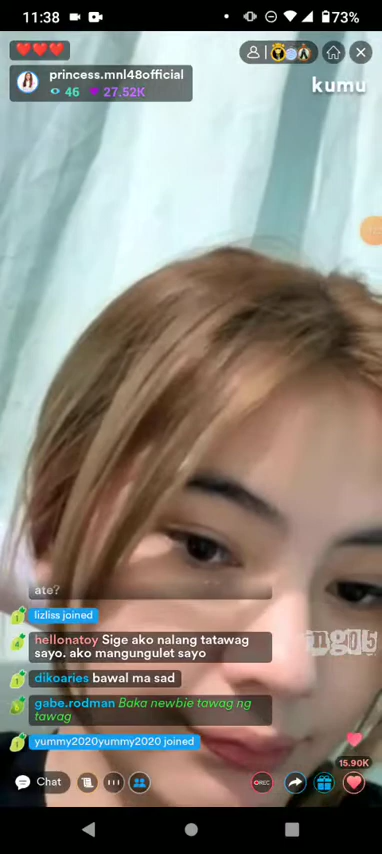 11:38
73%
princess.mnl48official
46 27.52K
kumu
ate?
lizliss joined
hellonatoy Sige ako nalang tatawag
sayo. ako mangungulet sayo
ng05
dikoaries bawal ma sad
gabe.rodman Baka newbie tawag ng
tawag
yummy2020yummy2020 joined
15.90K
Chat
REC